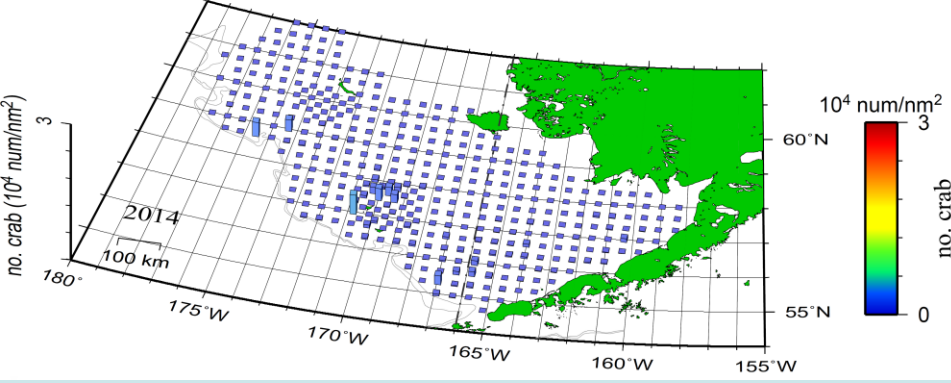 10⁴ num/nm²
3
0
no. crab
60°N
55°N
3
no. crab (10⁴ num/nm²)
2014
100 km
180°
175°W
170°W
165°W
160°W
155°W